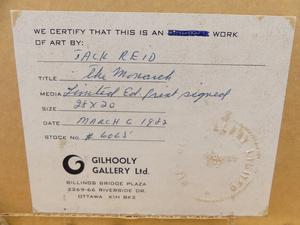 WE CERTIFY THAT THIS IS AN WORK
OF ART BY:
JACK REID
TITLE The Monarch
MEDIA Limited Ed. print signed
SIZE 28X20
DATE MARCH 6 1982
STOCK No. # 6065
GILHOOLY
GALLERY Ltd.
BILLINGS BRIDGE PLAZA
2269-66 RIVERSIDE DR.
OTTAWA K1H 8K2